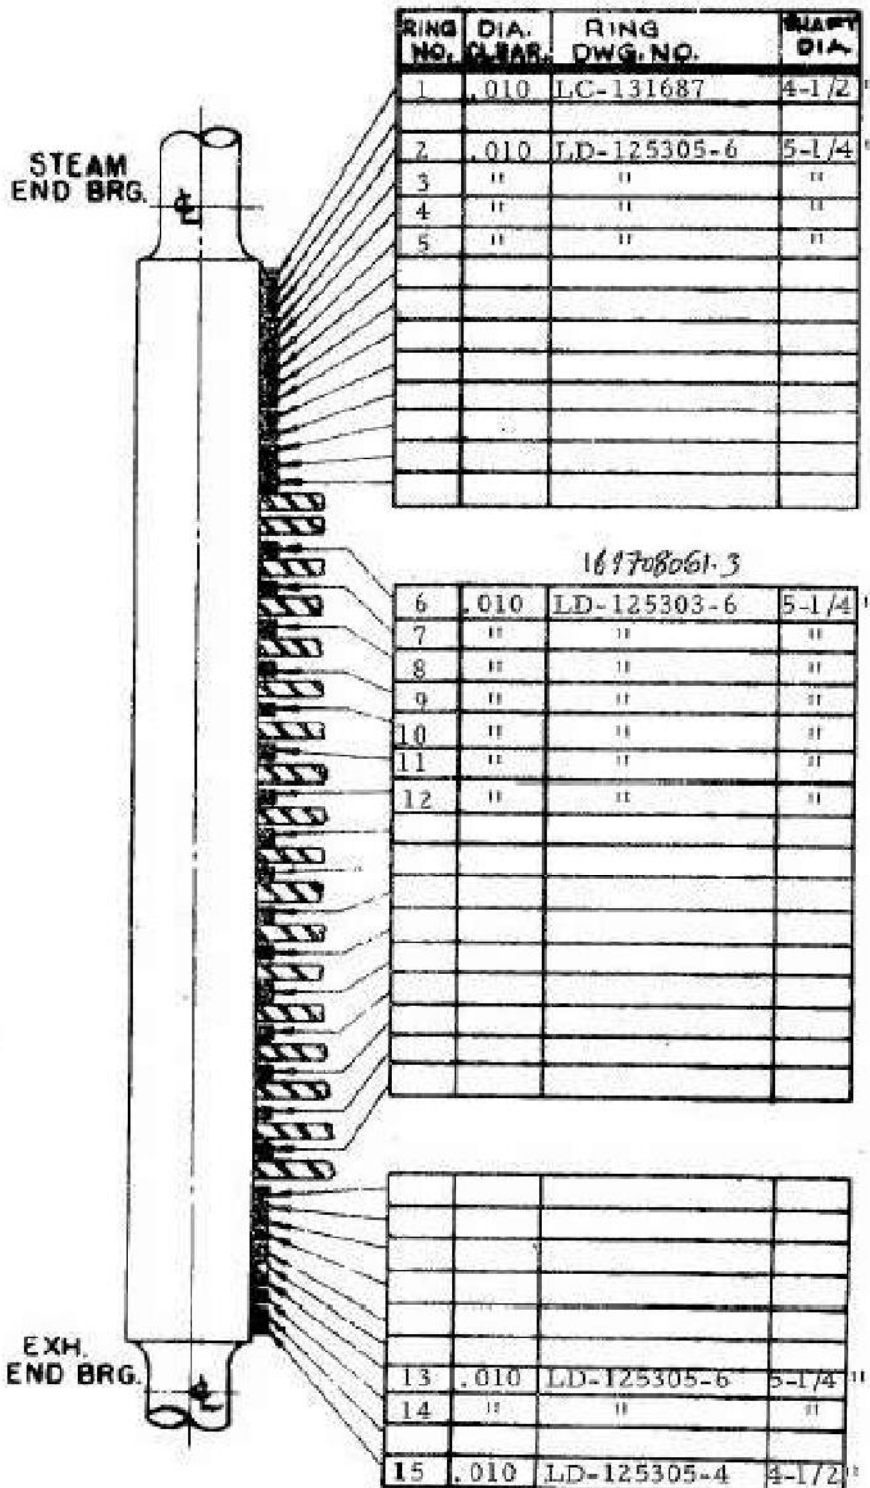 RING NO. DIA. CLEAR. RING DWG. NO. SHAFT DIA.
1 .010 LC-131687 4-1/2"
2 .010 LD-125305-6 5-1/4"
3 " " "
4 " " "
5 " " "
STEAM
END BRG.
169708061.3
6 .010 LD-125303-6 5-1/4"
7 " " "
8 " " "
9 " " "
10 " " "
11 " " "
12 " " "
13 .010 LD-125305-6 5-1/4"
14 " " "
15 .010 LD-125305-4 4-1/2"
EXH.
END BRG.